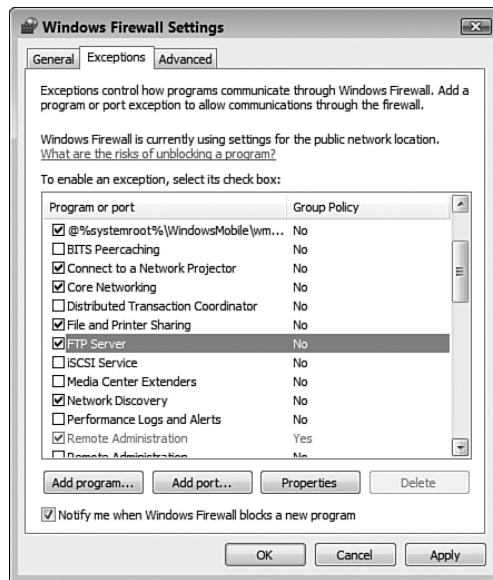 Windows Firewall Settings
General Exceptions Advanced
Exceptions control how programs communicate through Windows Firewall. Add a
program or port exception to allow communications through the firewall.
Windows Firewall is currently using settings for the public network location.
What are the risks of unblocking a program?
To enable an exception, select its check box:
Program or port Group Policy
@%systemroot%\WindowsMobile\wm... No
BITS Peercaching No
Connect to a Network Projector No
Core Networking No
Distributed Transaction Coordinator No
File and Printer Sharing No
FTP Server No
iSCSI Service No
Media Center Extenders No
Network Discovery No
Performance Logs and Alerts No
Remote Administration Yes
Remote Administration No
Add program... Add port... Properties Delete
Notify me when Windows Firewall blocks a new program
OK Cancel Apply